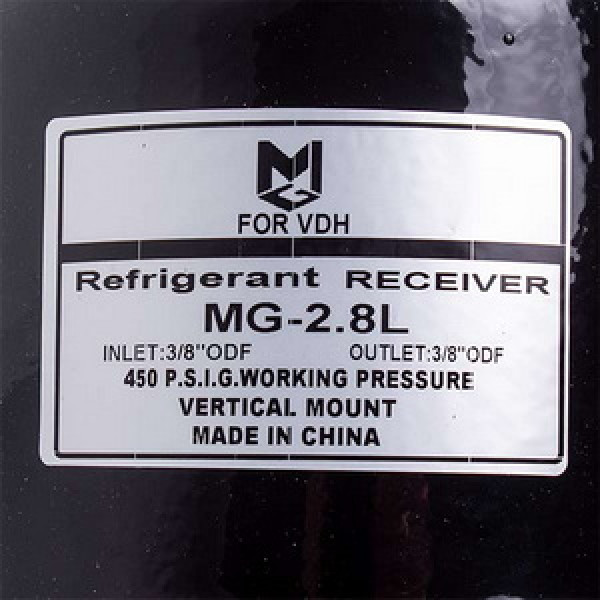 MG
FOR VDH
Refrigerant RECEIVER
MG-2.8L
INLET:3/8"ODF OUTLET:3/8"ODF
450 P.S.I.G.WORKING PRESSURE
VERTICAL MOUNT
MADE IN CHINA